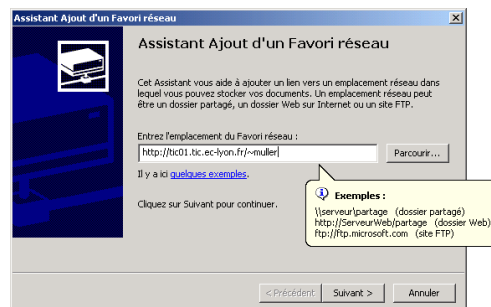 Assistant Ajout d'un Favori réseau
Assistant Ajout d'un Favori réseau
Cet Assistant vous aide à ajouter un lien vers un emplacement réseau dans
lequel vous pouvez stocker vos documents. Un emplacement réseau peut
être un dossier partagé, un dossier Web sur Internet ou un site FTP.
Entrez l'emplacement du Favori réseau :
http://tic01.tic.ec-lyon.fr/~muller
Parcourir...
Il y a ici quelques exemples.
Exemples :
\\serveur\partage (dossier partagé)
http://ServeurWeb/partage (dossier Web)
ftp://ftp.microsoft.com (site FTP)
Cliquez sur Suivant pour continuer.
< Précédent
Suivant >
Annuler